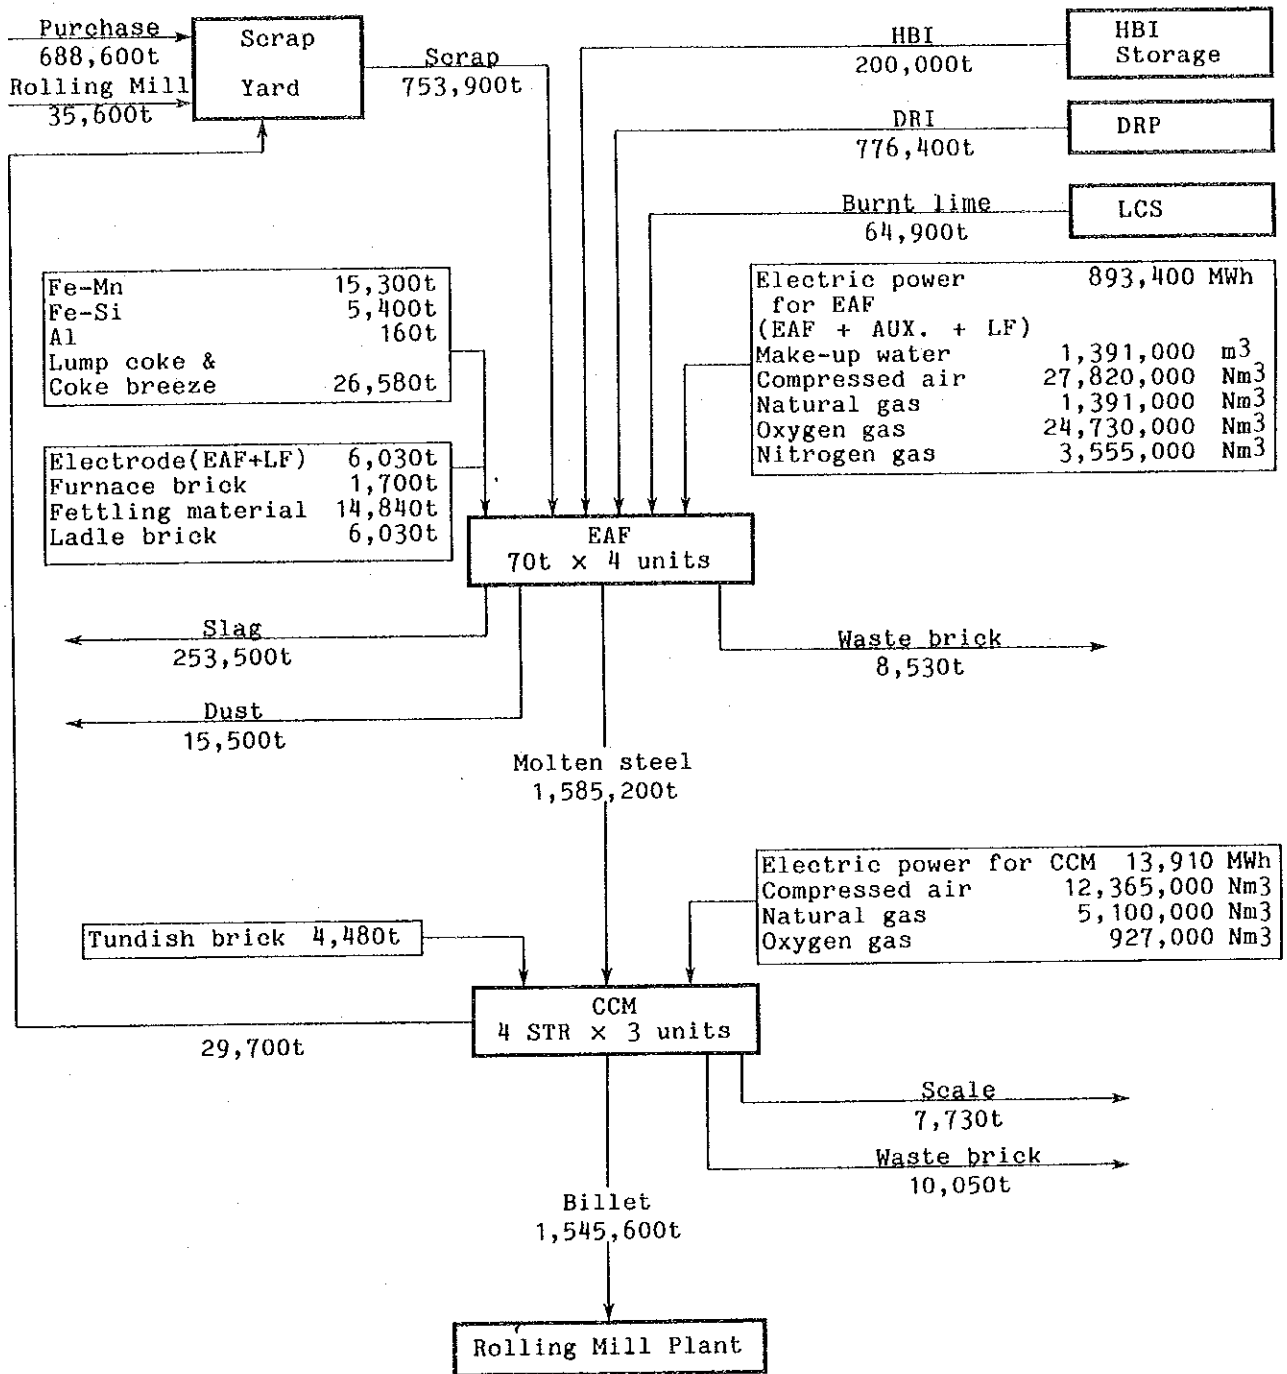 Purchase
688,600t
Rolling Mill
35,600t
Scrap
Yard
Scrap
753,900t
HBI
200,000t
HBI
Storage
DRI
776,400t
DRP
Burnt lime
64,900t
LCS
Fe-Mn 15,300t
Fe-Si 5,400t
Al 160t
Lump coke &
Coke breeze 26,580t
Electric power 893,400 MWh
for EAF
(EAF + AUX. + LF)
Make-up water 1,391,000 m3
Compressed air 27,820,000 Nm3
Natural gas 1,391,000 Nm3
Oxygen gas 24,730,000 Nm3
Nitrogen gas 3,555,000 Nm3
Electrode(EAF+LF) 6,030t
Furnace brick 1,700t
Fettling material 14,840t
Ladle brick 6,030t
EAF
70t × 4 units
Slag
253,500t
Waste brick
8,530t
Dust
15,500t
Molten steel
1,585,200t
Electric power for CCM 13,910 MWh
Compressed air 12,365,000 Nm3
Natural gas 5,100,000 Nm3
Oxygen gas 927,000 Nm3
Tundish brick 4,480t
CCM
4 STR × 3 units
29,700t
Scale
7,730t
Waste brick
10,050t
Billet
1,545,600t
Rolling Mill Plant